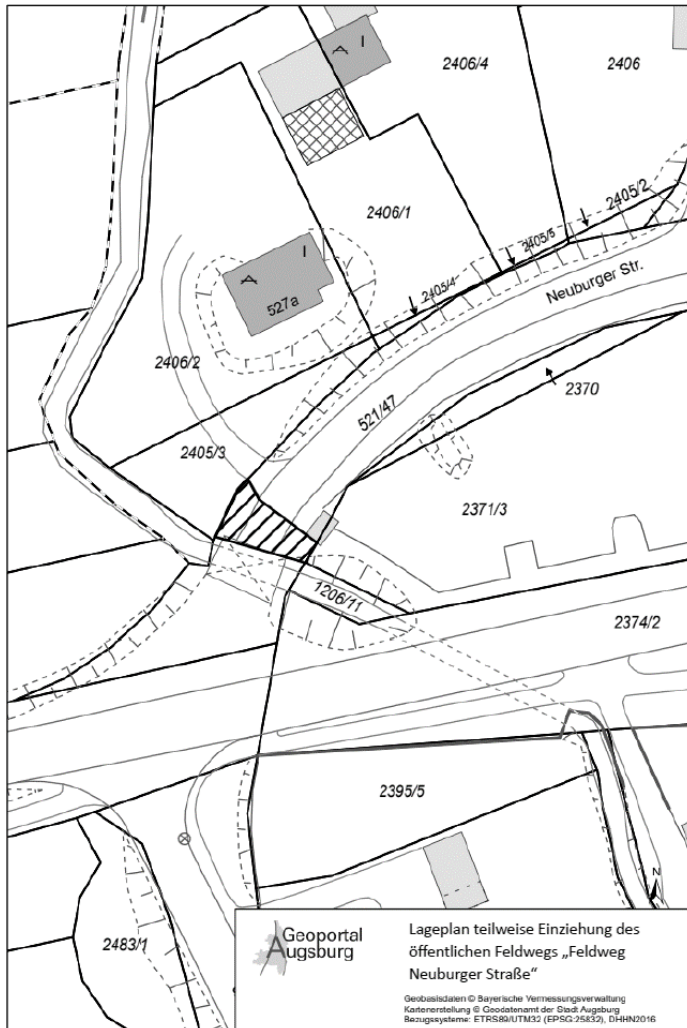 A I
2406/4
2406
2406/1
2405/2
2405/5
2405/4
Neuburger Str.
A I
527a
2406/2
2370
521/47
2405/3
2371/3
1206/11
2374/2
2395/5
N
2483/1
Geoportal
Augsburg
Lageplan teilweise Einziehung des
öffentlichen Feldwegs „Feldweg
Neuburger Straße“
Geobasisdaten © Bayerische Vermessungsverwaltung
Kartenerstellung © Geodatenamt der Stadt Augsburg
Bezugssysteme: ETRS89/UTM32 (EPSG:25832), DHHN2016